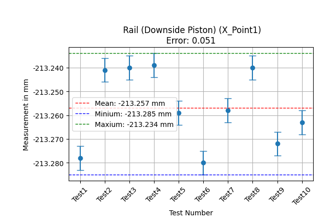 Rail (Downside Piston) (X_Point1)
Error: 0.051
Measurement in mm
-213.240
-213.250
-213.260
-213.270
-213.280
Mean: -213.257 mm
Minium: -213.285 mm
Maxium: -213.234 mm
Test1
Test2
Test3
Test4
Test5
Test6
Test7
Test8
Test9
Test10
Test Number